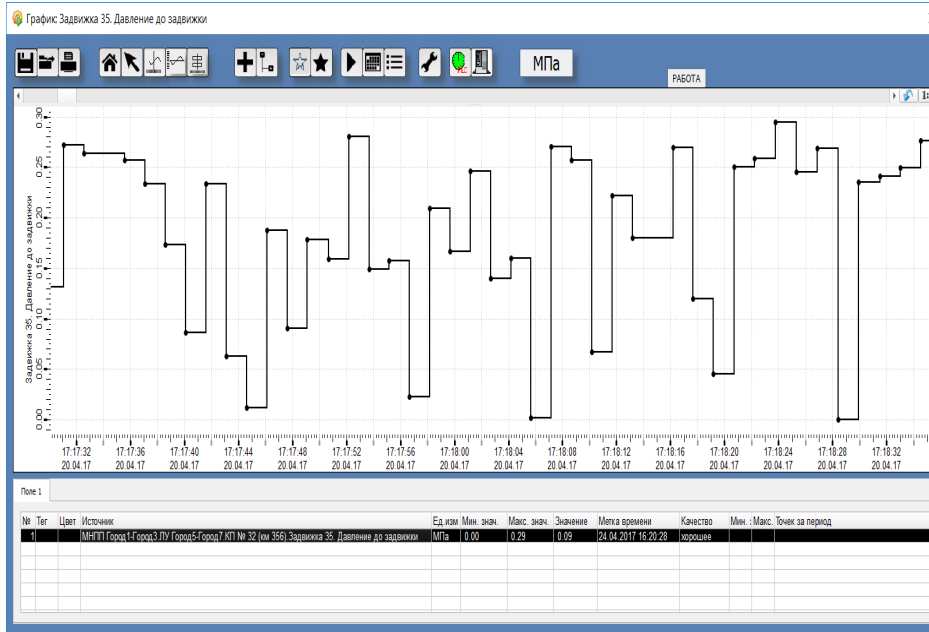 График: Задвижка 35. Давление до задвижки
PLC
МПа
РАБОТА
Задвижка 35. Давление до задвижки
0.30
0.25
0.20
0.15
0.10
0.05
0.00
17:17:32 17:17:36 17:17:40 17:17:44 17:17:48 17:17:52 17:17:56 17:18:00 17:18:04 17:18:08 17:18:12 17:18:16 17:18:20 17:18:24 17:18:28 17:18:32
20.04.17 20.04.17 20.04.17 20.04.17 20.04.17 20.04.17 20.04.17 20.04.17 20.04.17 20.04.17 20.04.17 20.04.17 20.04.17 20.04.17 20.04.17 20.04.17
Поле 1
№ Тег Цвет Источник Ед.изм Мин. знач. Макс. знач. Значение Метка времени Качество Мин. : Макс. Точек за период
1 МНПП Город1-Город3.ЛУ Город5-Город7.КП № 32 (км 356).Задвижка 35. Давление до задвижки МПа 0.00 0.29 0.09 24.04.2017 16:20:28 хорошее